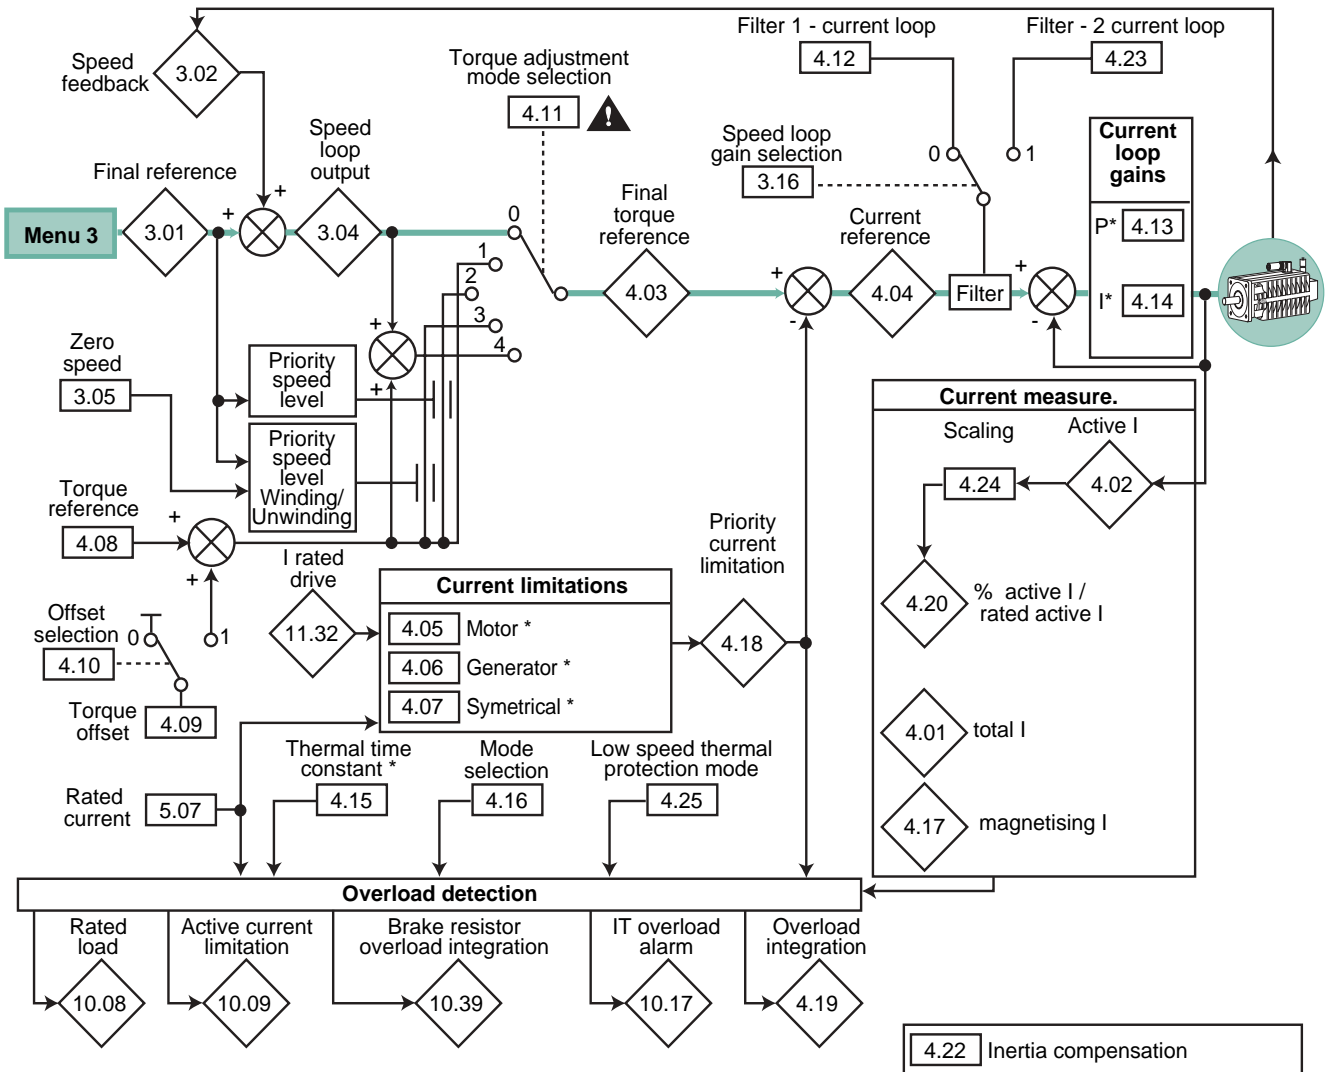 Filter 1 - current loop
4.12
Filter - 2 current loop
4.23
Speed
feedback
3.02
Torque adjustment
mode selection
4.11
!
Speed
loop
output
Speed loop
gain selection
3.16
0
1
Current
loop
gains
P*
4.13
I*
4.14
Final reference
Menu 3
3.01
+
+
3.04
0
1
2
3
4
Final
torque
reference
4.03
+
-
Current
reference
4.04
Filter
+
-
+
+
Zero
speed
3.05
Priority
speed
level
Priority
speed
level
Winding/
Unwinding
Torque
reference
4.08
+
+
Offset
selection
4.10
0
1
Torque
offset
4.09
I rated
drive
11.32
Current limitations
4.05 Motor *
4.06 Generator *
4.07 Symetrical *
Priority
current
limitation
4.18
Current measure.
Scaling
Active I
4.24
4.02
4.20
% active I /
rated active I
4.01
total I
4.17
magnetising I
Rated
current
5.07
Thermal time
constant *
4.15
Mode
selection
4.16
Low speed thermal
protection mode
4.25
Overload detection
Rated
load
10.08
Active current
limitation
10.09
Brake resistor
overload integration
10.39
IT overload
alarm
10.17
Overload
integration
4.19
4.22 Inertia compensation